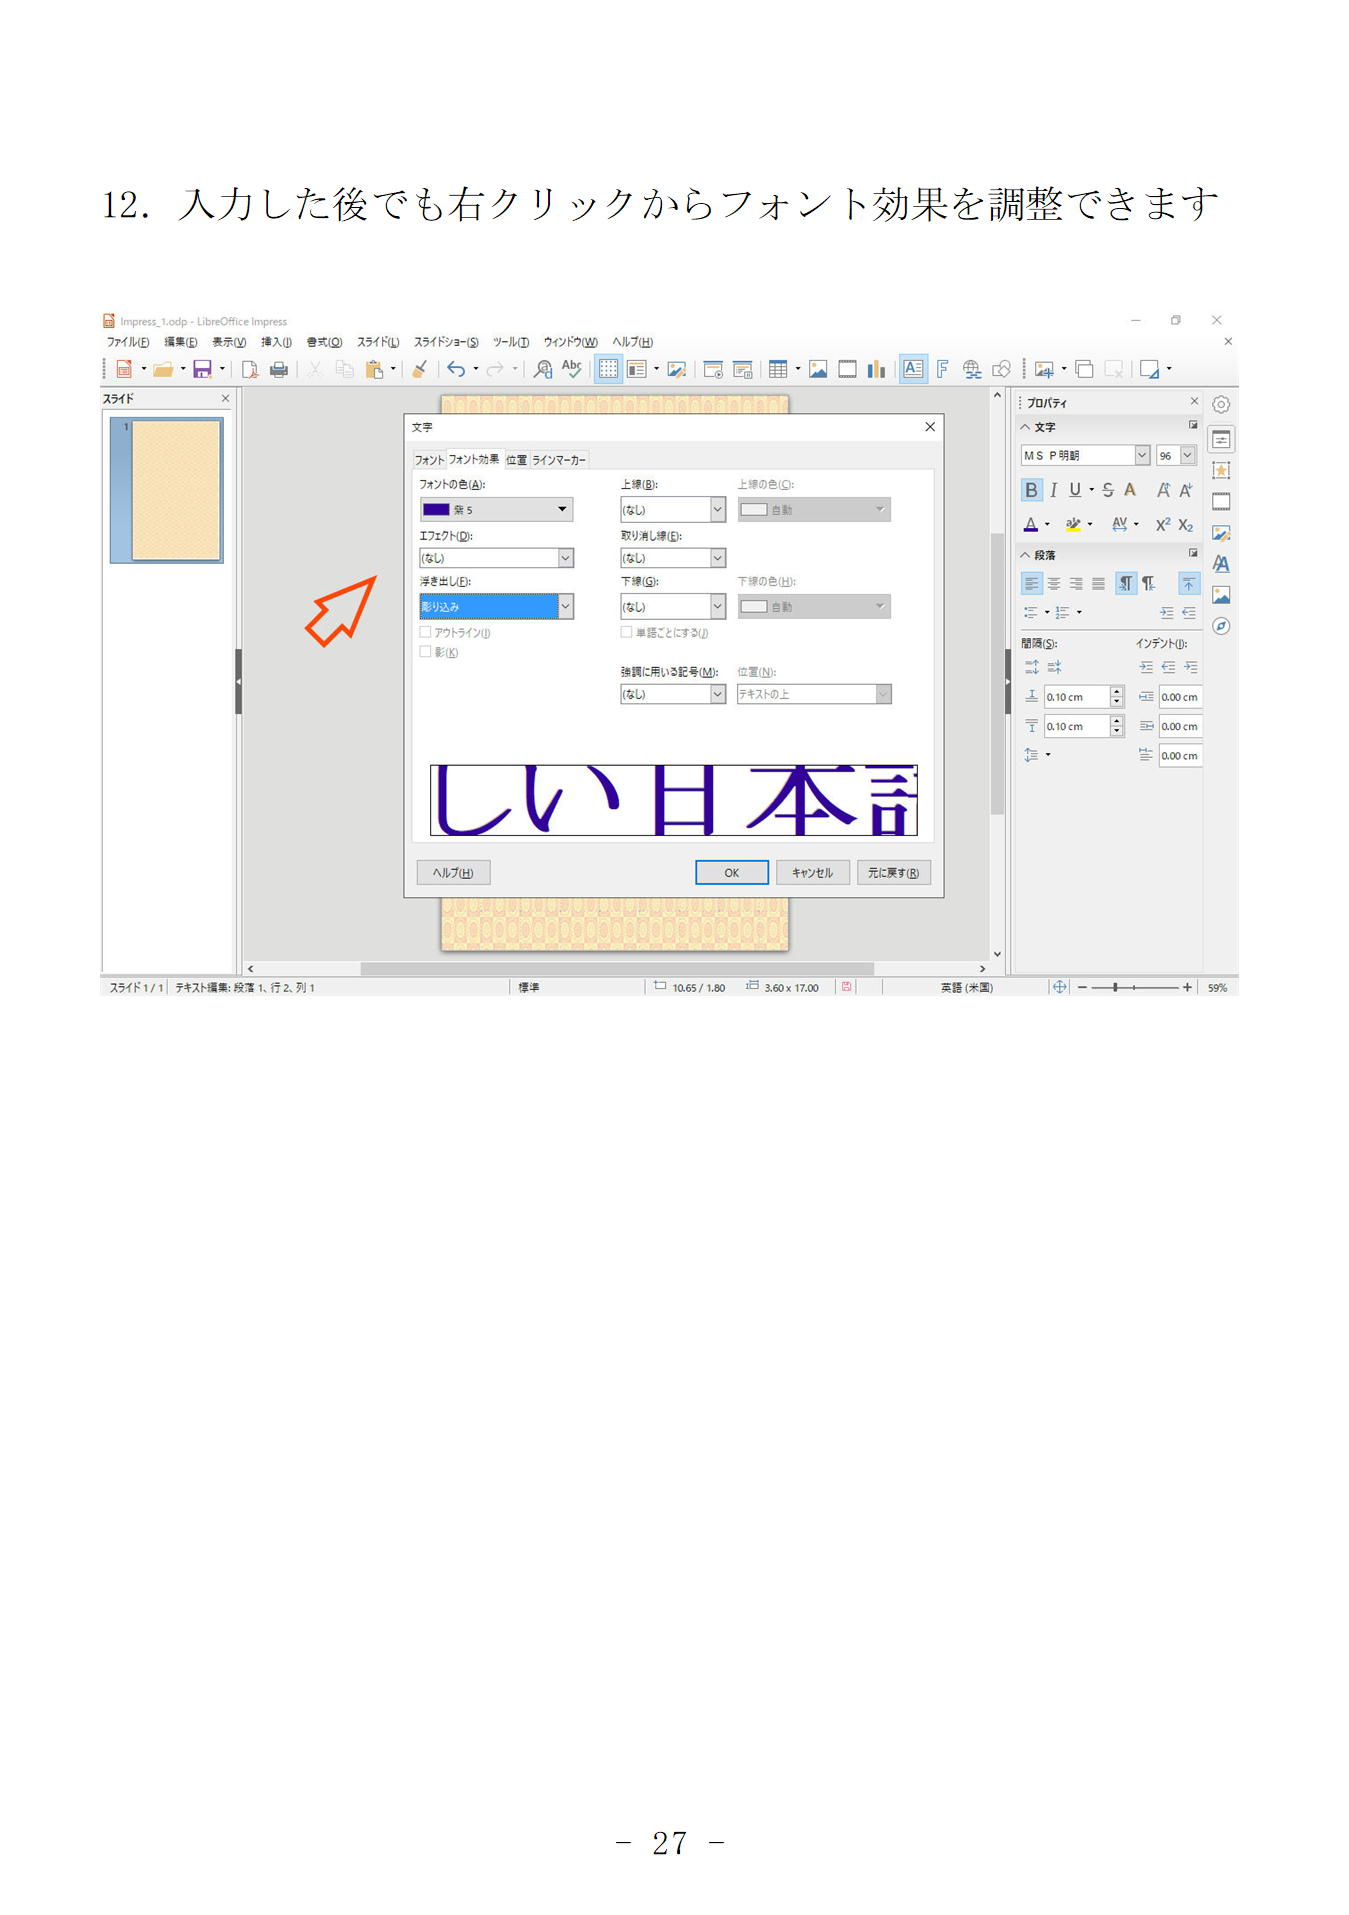 12. 入力した後でも右クリックからフォント効果を調整できます
Impress_1.odp - LibreOffice Impress
ファイル(F) 編集(E) 表示(V) 挿入(I) 書式(O) スライド(L) スライドショー(S) ツール(T) ウィンドウ(W) ヘルプ(H)
スライド
1
文字
フォント フォント効果 位置 ラインマーカー
フォントの色(A): 上線(B): 上線の色(C):
紫 5 (なし) 自動
エフェクト(D): 取り消し線(E):
(なし) (なし)
浮き出し(F): 下線(G): 下線の色(H):
彫り込み (なし) 自動
アウトライン(I) 単語ごとにする(J)
影(K)
強調に用いる記号(M): 位置(N):
(なし) テキストの上
しい日本語
ヘルプ(H) OK キャンセル 元に戻す(R)
プロパティ
文字
ＭＳ Ｐ明朝 96
段落
間隔(S): インデント(I):
0.10 cm 0.00 cm
0.10 cm 0.00 cm
0.00 cm
スライド 1 / 1 テキスト編集: 段落 1、行 2、列 1 標準 10.65 / 1.80 3.60 x 17.00 英語 (米国) 59%
- 27 -